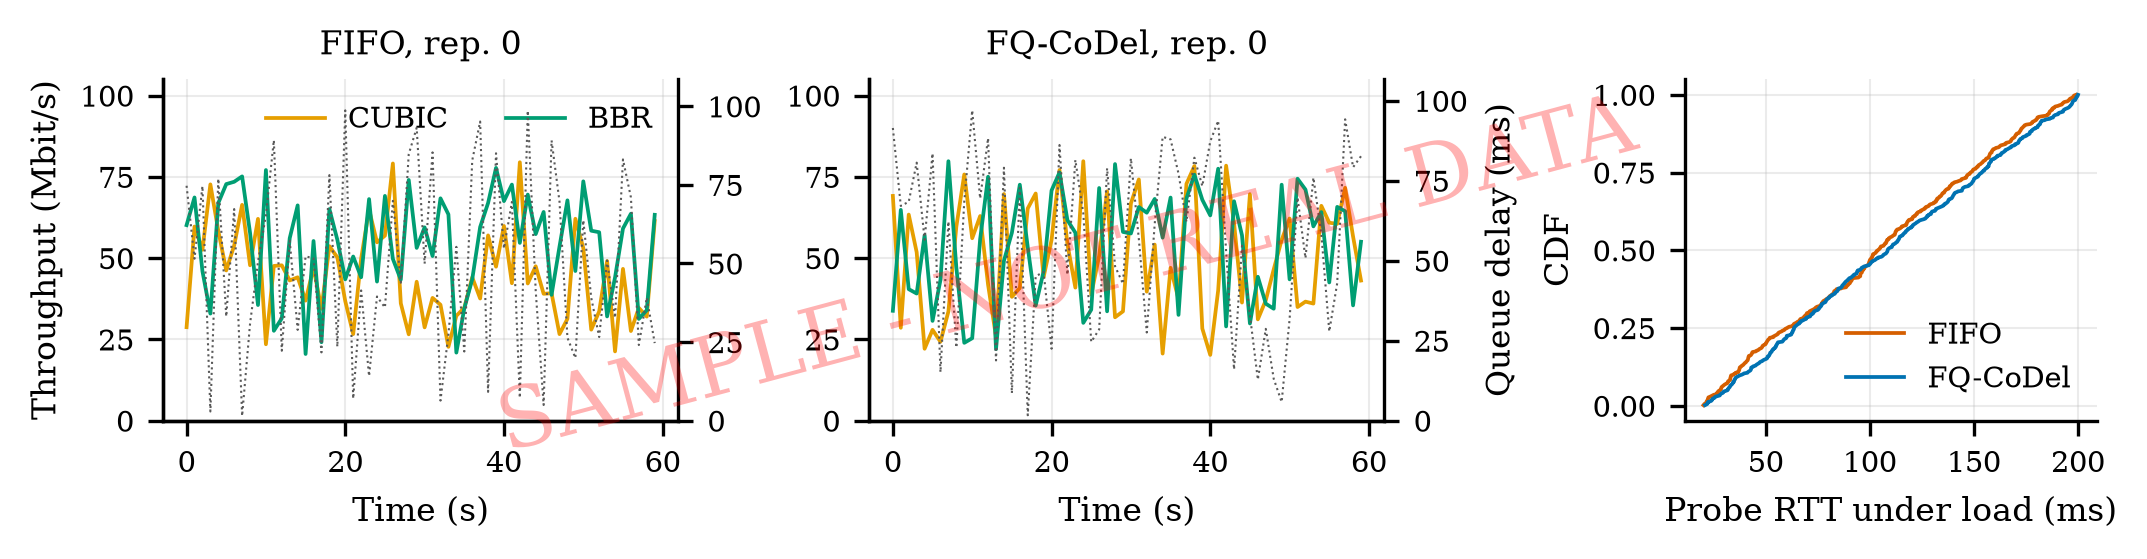 FIFO, rep. 0
Throughput (Mbit/s)
100
75
50
25
0
CUBIC
BBR
100
75
50
25
0
0
20
40
60
Time (s)
FQ-CoDel, rep. 0
100
75
50
25
0
100
75
50
25
0
Queue delay (ms)
0
20
40
60
Time (s)
CDF
1.00
0.75
0.50
0.25
0.00
FIFO
FQ-CoDel
50
100
150
200
Probe RTT under load (ms)
SAMPLE - NOT REAL DATA